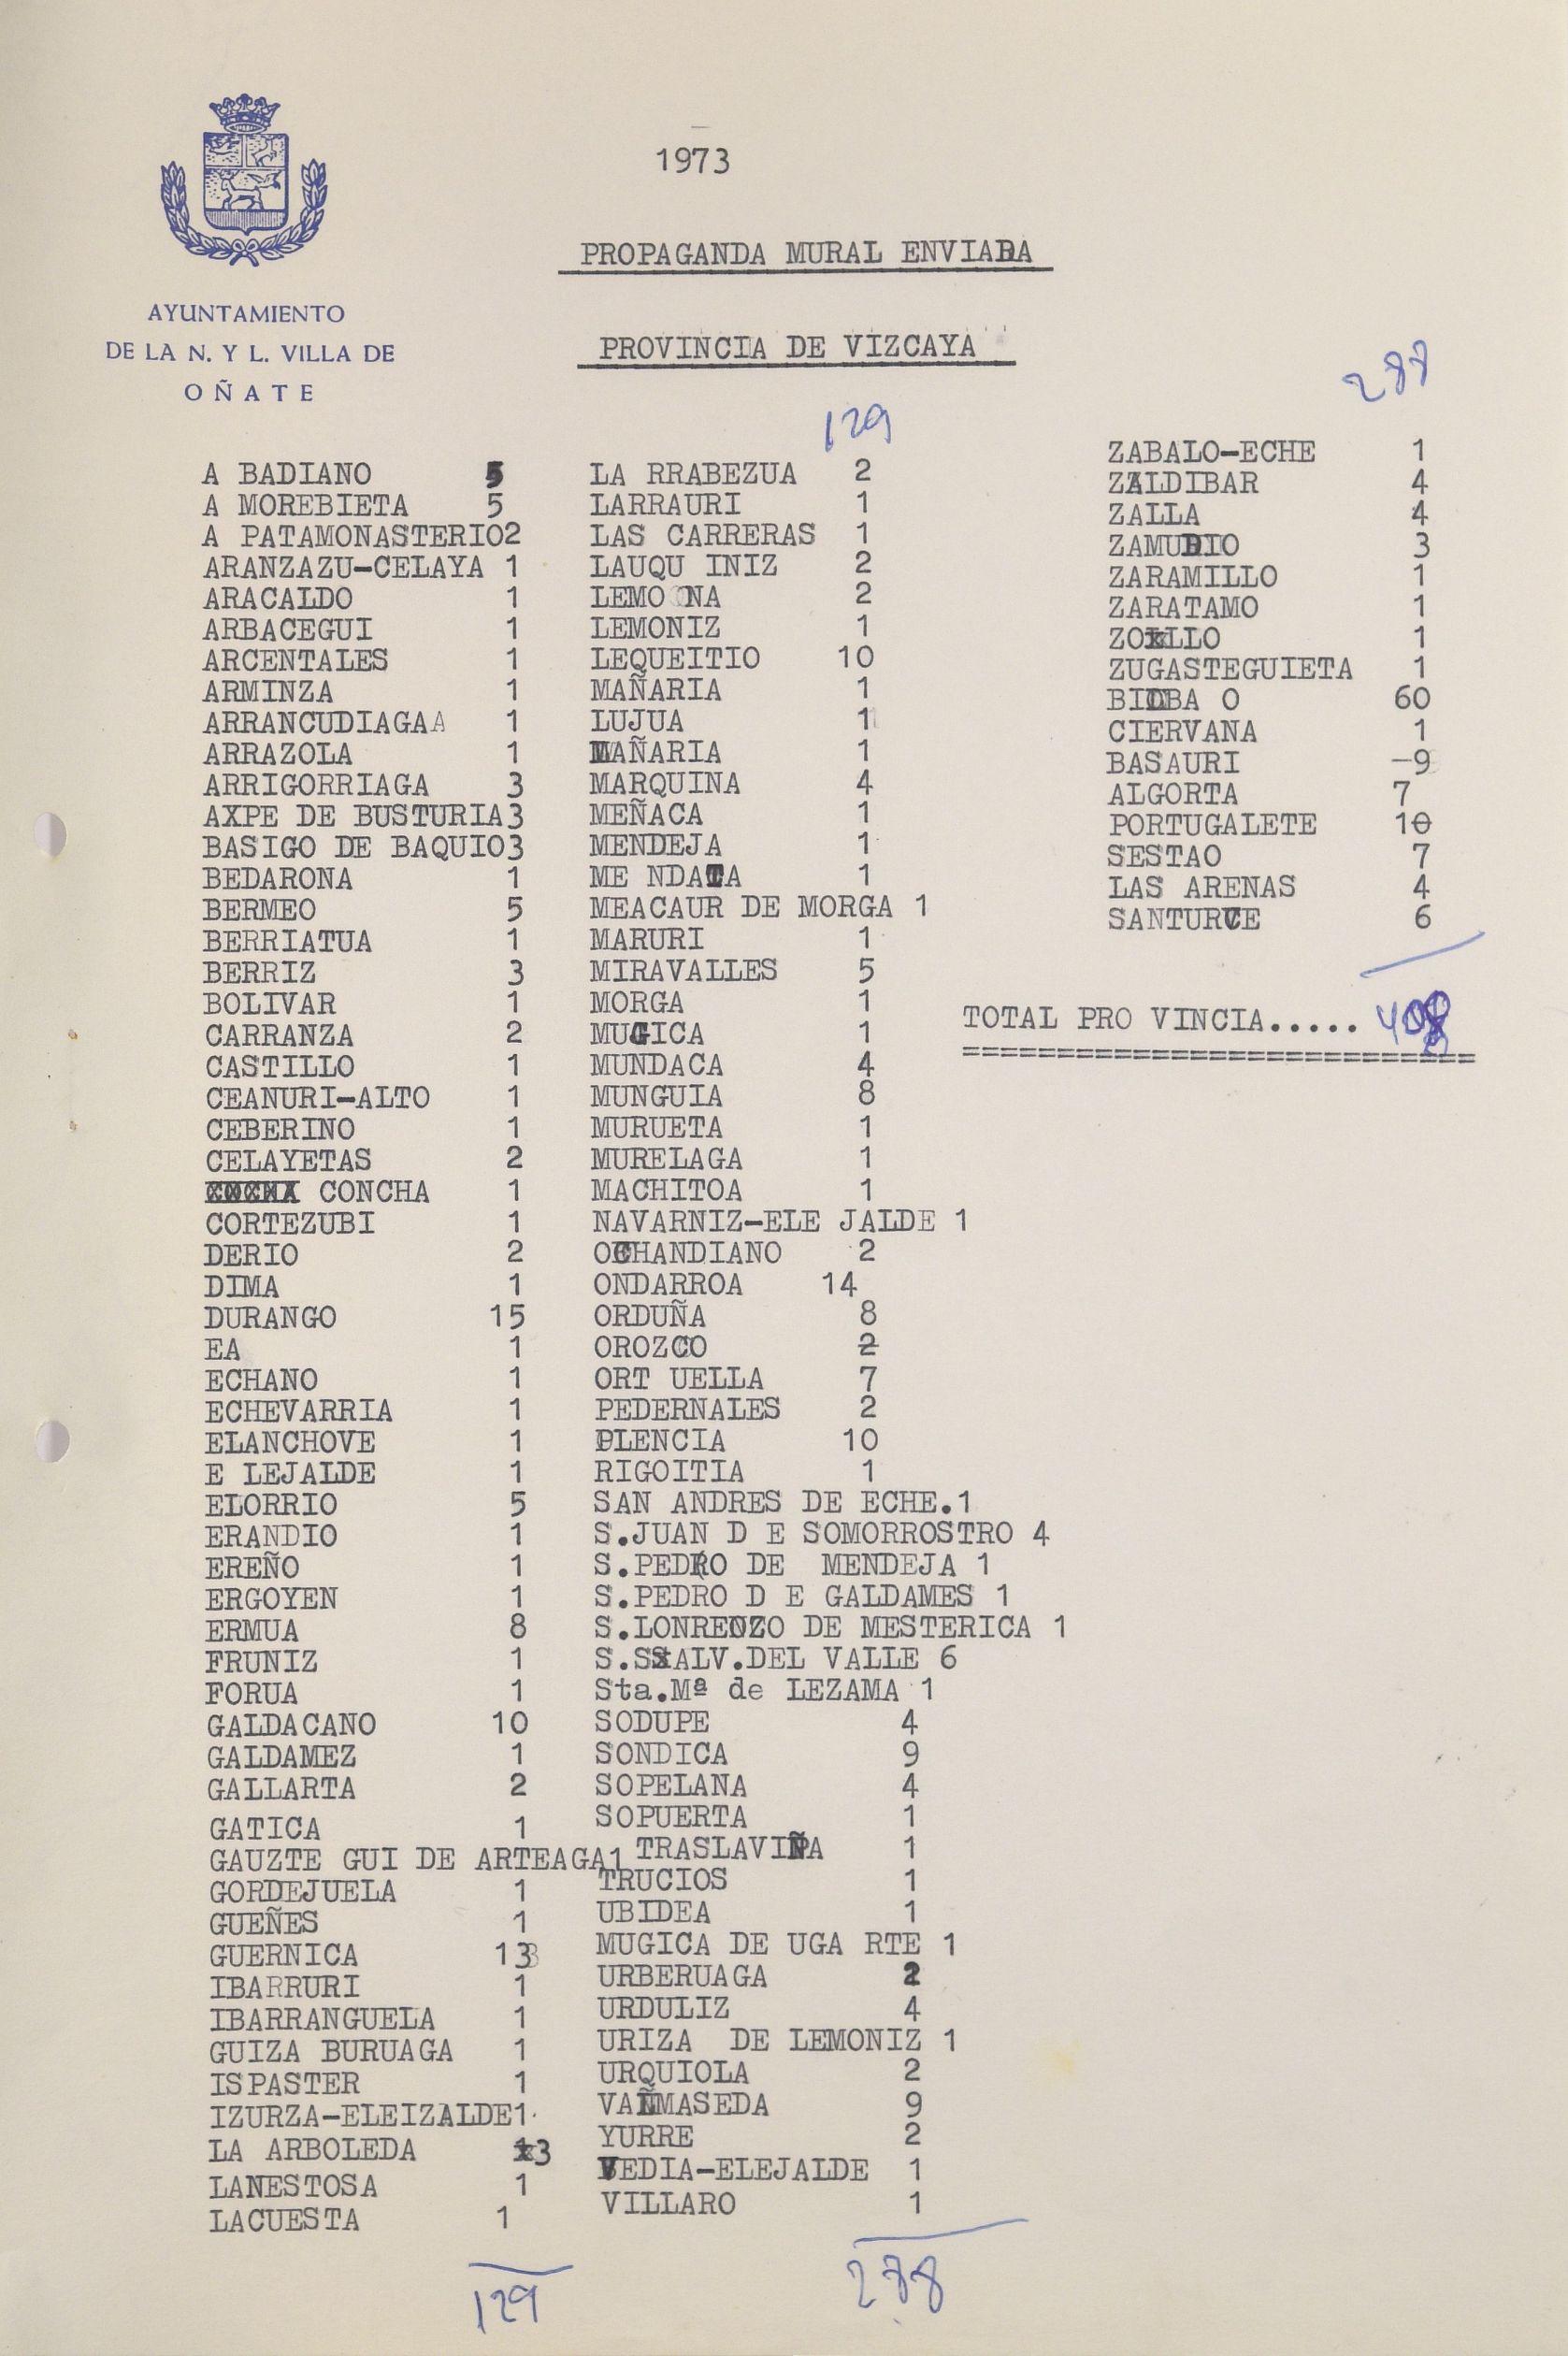 1973
PROPAGANDA MURAL ENVIADA
AYUNTAMIENTO
DE LA N. Y L. VILLA DE
OÑATE
PROVINCIA DE VIZCAYA
A BADIANO 5
A MOREBIETA 5
A PATAMONASTERIO2
ARANZAZU-CELAYA 1
ARACALDO 1
ARBACEGUI 1
ARCENTALES 1
ARMINZA 1
ARRANCUDIAGAA 1
ARRAZOLA 1
ARRIGORRIAGA 3
AXPE DE BUSTURIA3
BASIGO DE BAQUIO3
BEDARONA 1
BERMEO 5
BERRIATUA 1
BERRIZ 3
BOLIVAR 1
CARRANZA 2
CASTILLO 1
CEANURI-ALTO 1
CEBERINO 1
CELAYETAS 2
CONCHA 1
CORTEZUBI 1
DERIO 2
DIMA 1
DURANGO 15
EA 1
ECHANO 1
ECHEVARRIA 1
ELANCHOVE 1
E LEJALDE 1
ELORRIO 5
ERANDIO 1
EREÑO 1
ERGOYEN 1
ERMUA 8
FRUNIZ 1
FORUA 1
GALDACANO 10
GALDAMEZ 1
GALLARTA 2
GATICA 1
GAUZTE GUI DE ARTEAGA1
GORDEJUELA 1
GUEÑES 1
GUERNICA 13
IBARRURI 1
IBARRANGUELA 1
GUIZA BURUAGA 1
ISPASTER 1
IZURZA-ELEIZALDE1
LA ARBOLEDA 3
LANESTOSA 1
LACUESTA 1
129
129
LA RRABEZUA 2
LARRAURI 1
LAS CARRERAS 1
LAUQU INIZ 2
LEMO NA 2
LEMONIZ 1
LEQUEITIO 10
MAÑARIA 1
LUJUA 1
MAÑARIA 1
MARQUINA 4
MEÑACA 1
MENDEJA 1
ME NDATA 1
MEACAUR DE MORGA 1
MARURI 1
MIRAVALLES 5
MORGA 1
MUGICA 1
MUNDACA 4
MUNGUIA 8
MURUETA 1
MURELAGA 1
MACHITOA 1
NAVARNIZ-ELE JALDE 1
OCHANDIANO 2
ONDARROA 14
ORDUÑA 8
OROZCO 2
ORT UELLA 7
PEDERNALES 2
PLENCIA 10
RIGOITIA 1
SAN ANDRES DE ECHE.1
S.JUAN D E SOMORROSTRO 4
S.PEDRO DE MENDEJA 1
S.PEDRO D E GALDAMES 1
S.LONRENZO DE MESTERICA 1
S.SALV.DEL VALLE 6
Sta.Mª de LEZAMA 1
SODUPE 4
SONDICA 9
SOPELANA 4
SOPUERTA 1
TRASLAVIÑA 1
TRUCIOS 1
UBIDEA 1
MUGICA DE UGA RTE 1
URBERUAGA 2
URDULIZ 4
URIZA DE LEMONIZ 1
URQUIOLA 2
VALMASEDA 9
YURRE 2
VEDIA-ELEJALDE 1
VILLARO 1
288
288
ZABALO-ECHE 1
ZALDIBAR 4
ZALLA 4
ZAMUDIO 3
ZARAMILLO 1
ZARATAMO 1
ZOLLO 1
ZUGASTEGUIETA 1
BILBA O 60
CIERVANA 1
BASAURI -9
ALGORTA 7
PORTUGALETE 10
SESTAO 7
LAS ARENAS 4
SANTURCE 6
TOTAL PRO VINCIA..... 408
===========================